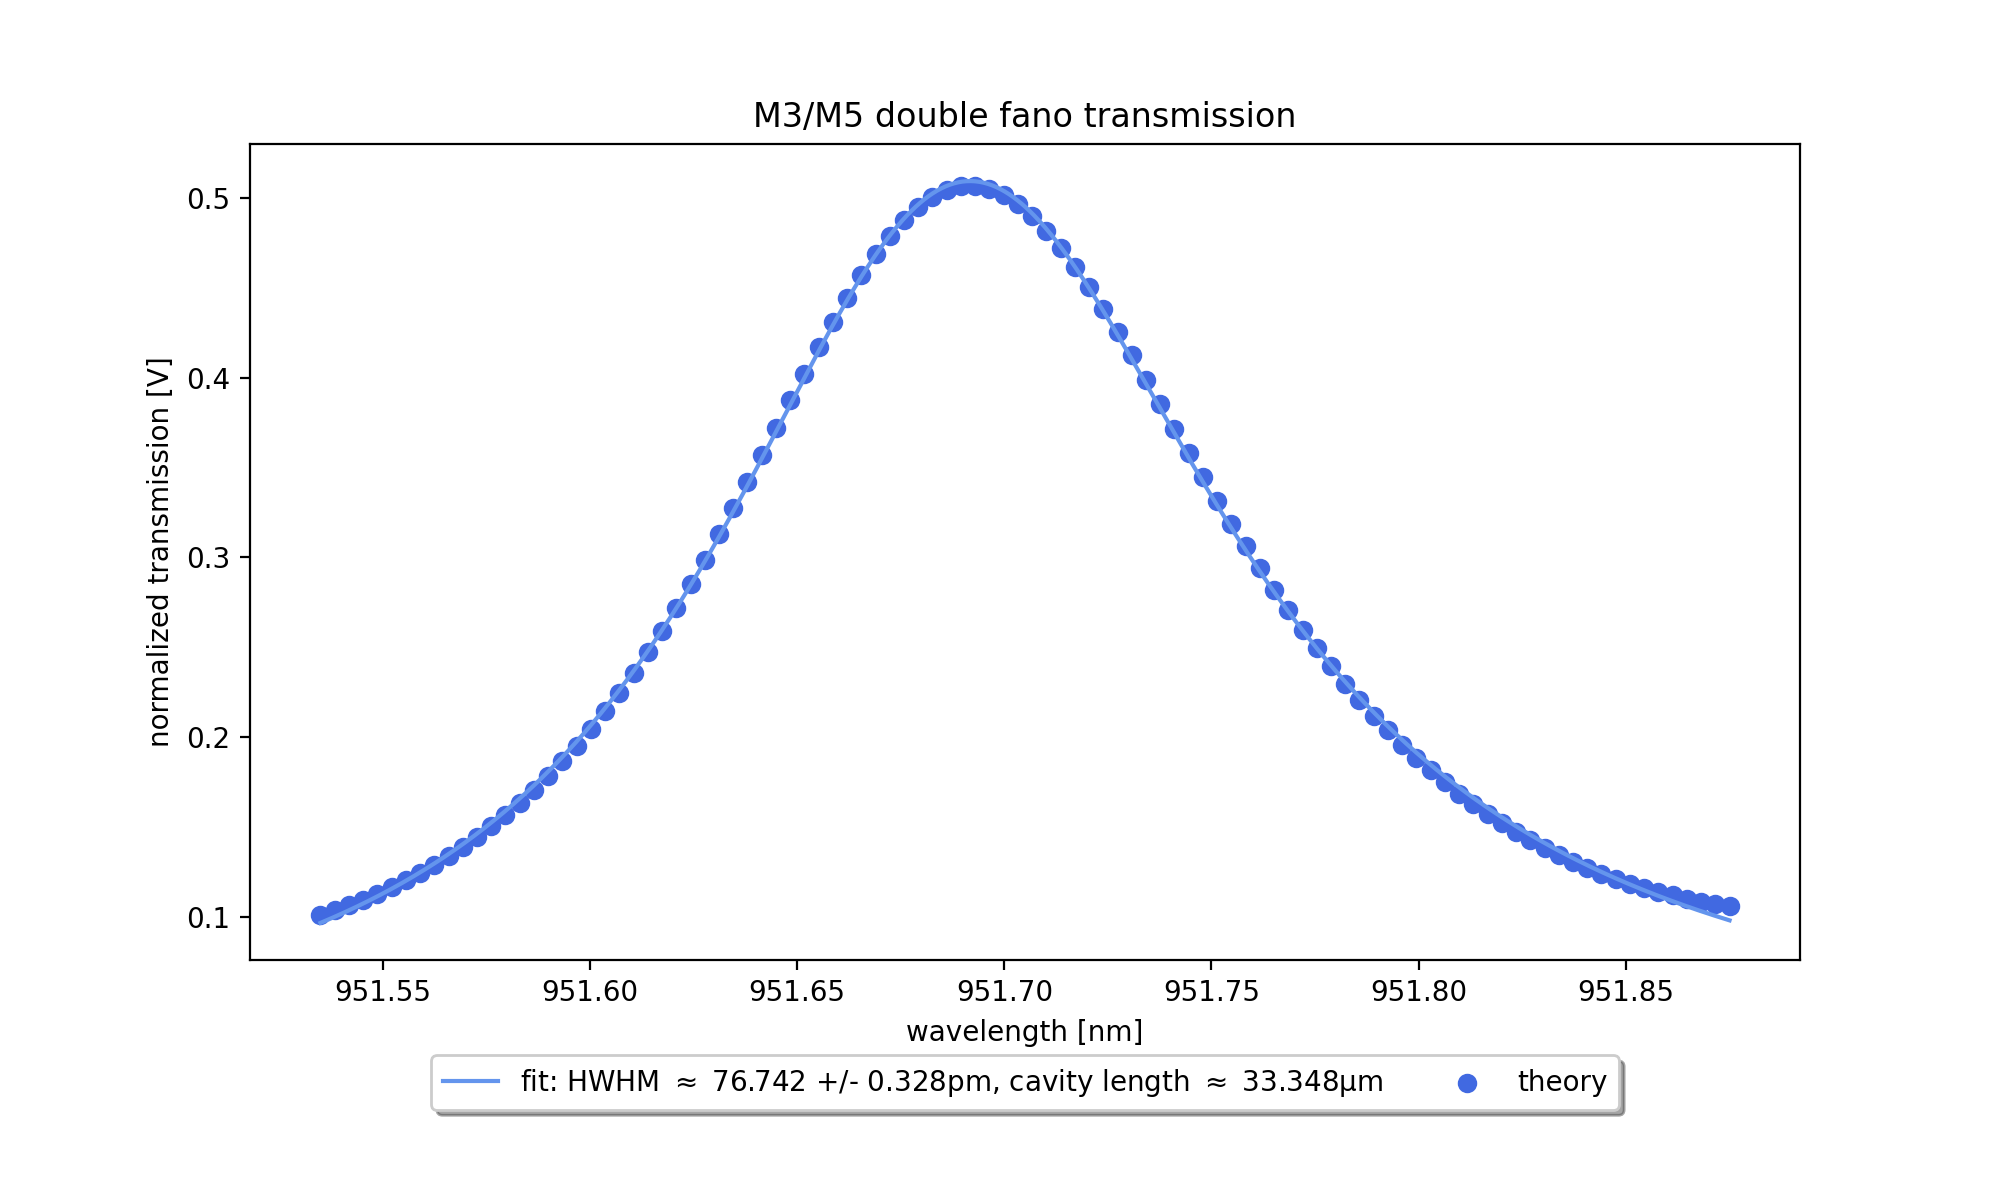 M3/M5 double fano transmission
normalized transmission [V]
0.5
0.4
0.3
0.2
0.1
951.55 951.60 951.65 951.70 951.75 951.80 951.85
wavelength [nm]
fit: HWHM ≈ 76.742 +/- 0.328pm, cavity length ≈ 33.348μm theory